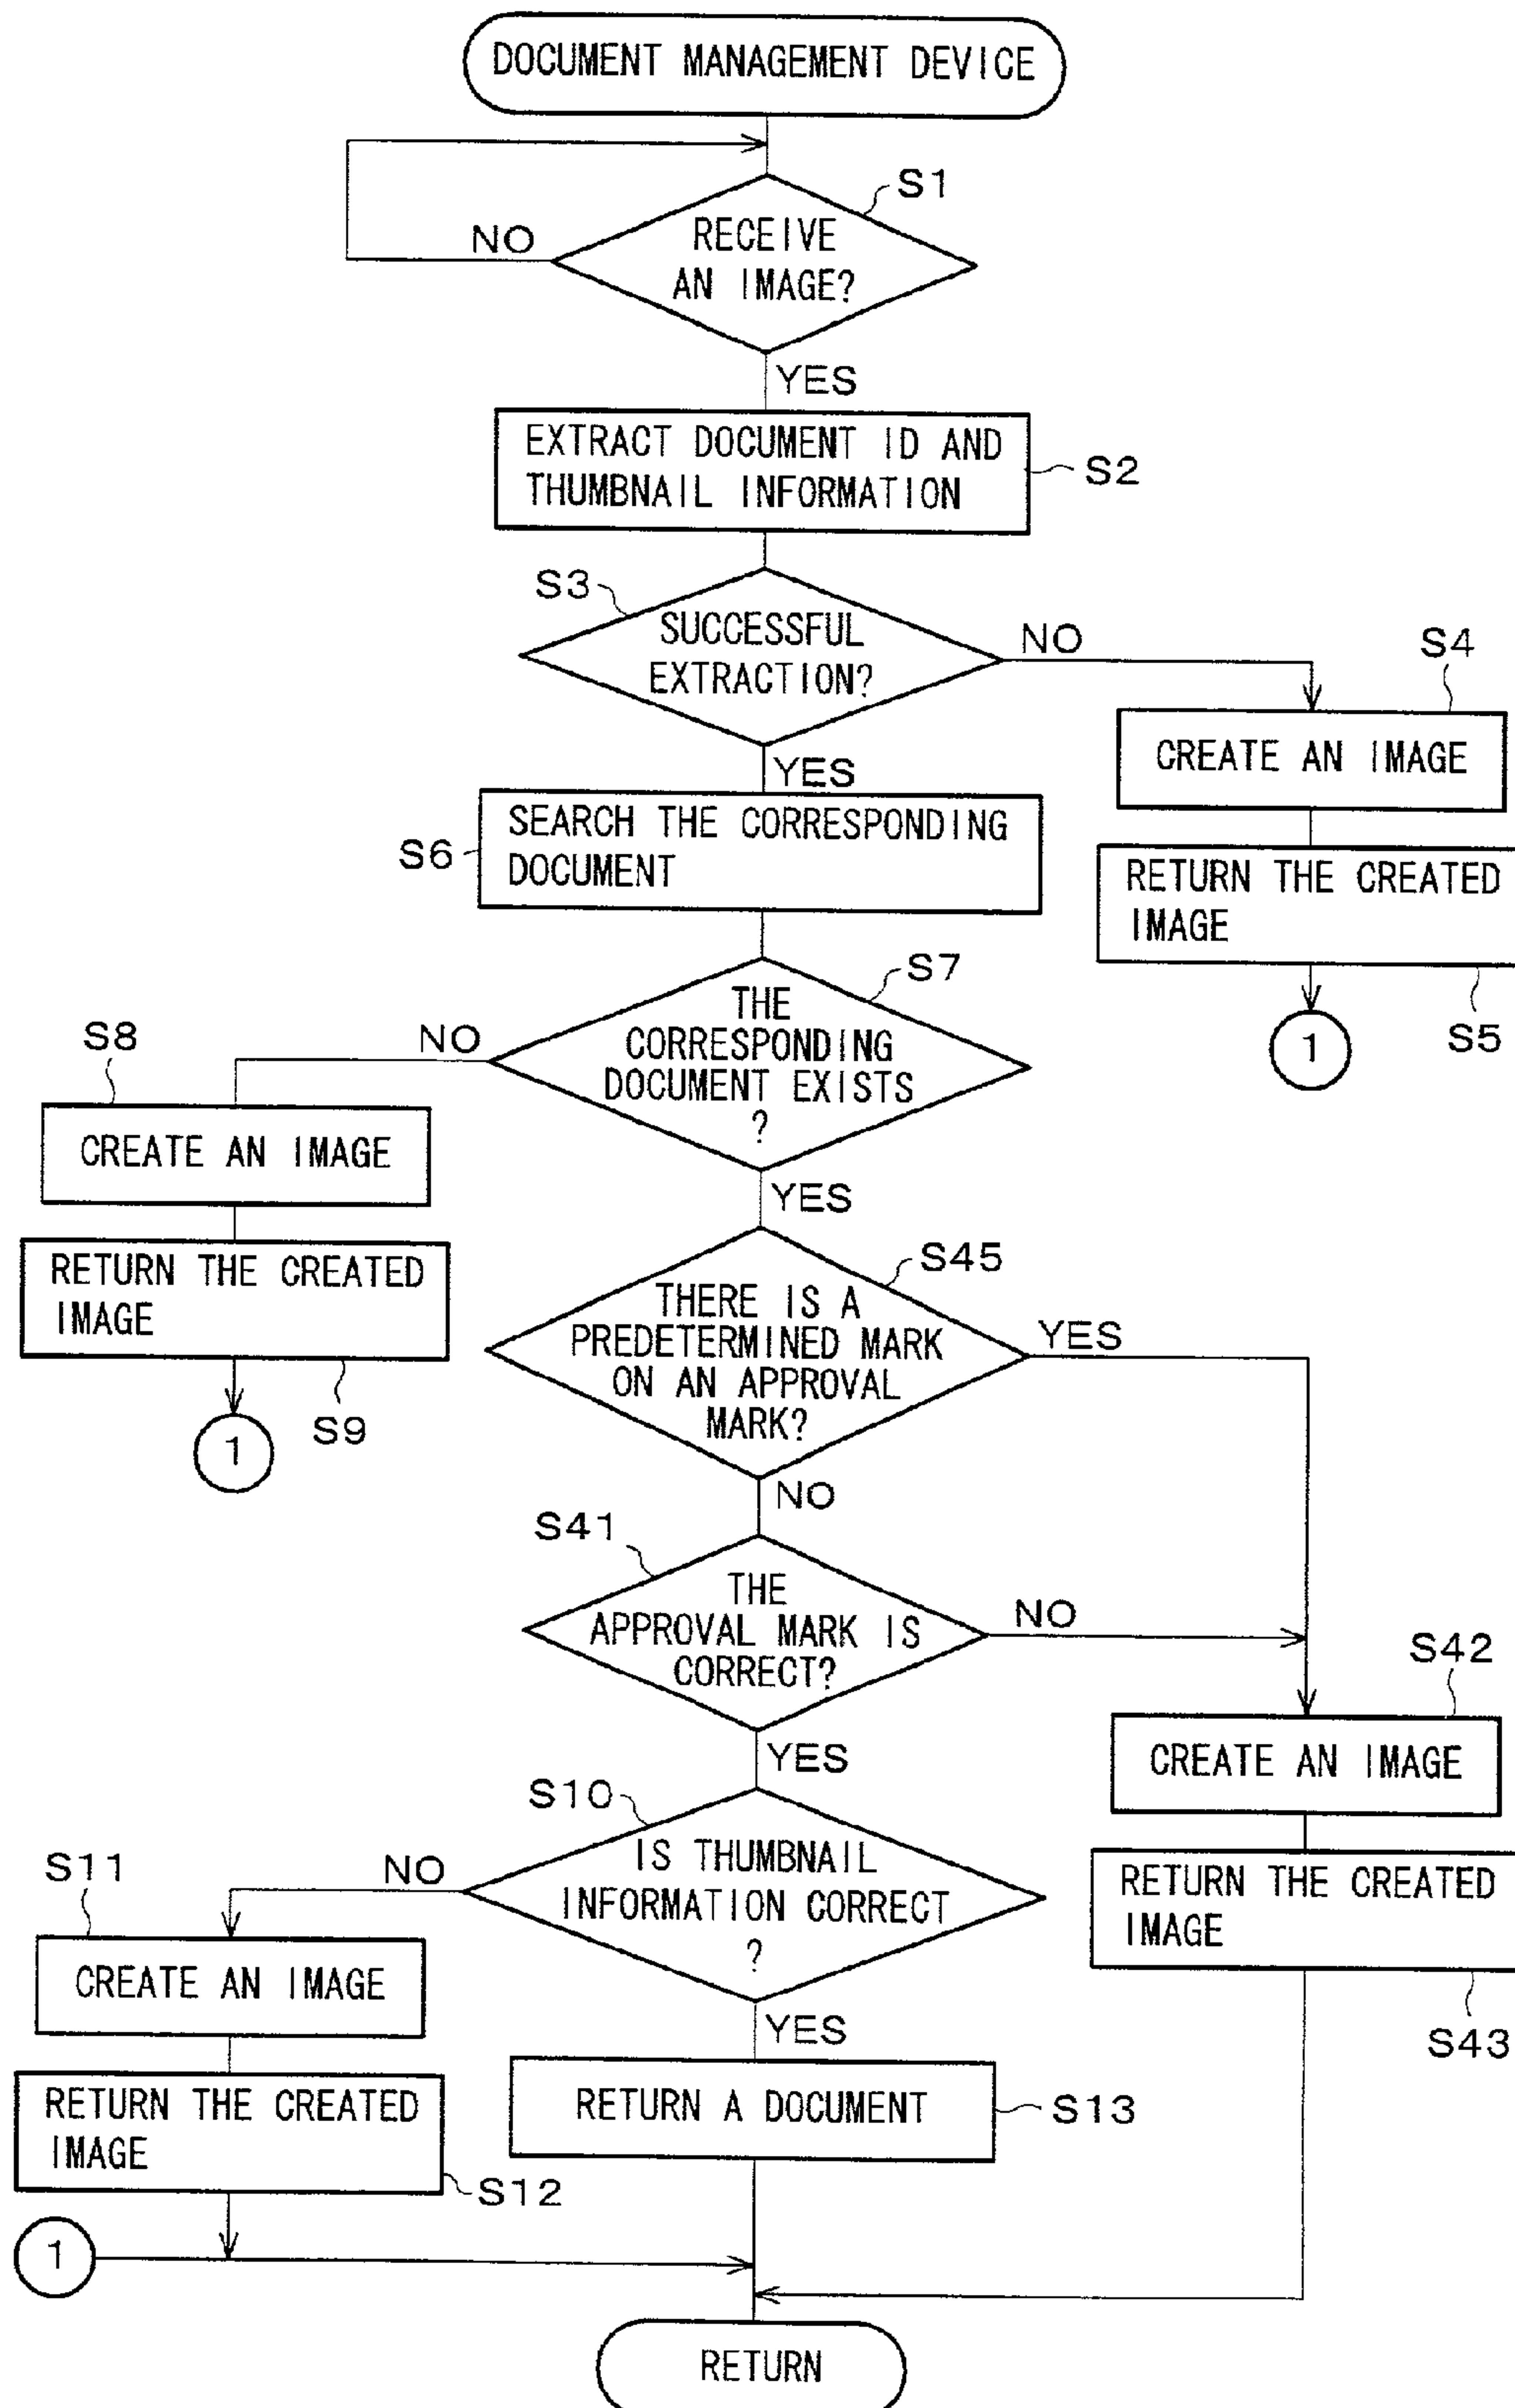 DOCUMENT MANAGEMENT DEVICE
S1
RECEIVE
AN IMAGE?
NO
YES
EXTRACT DOCUMENT ID AND
THUMBNAIL INFORMATION
S2
S3
SUCCESSFUL
EXTRACTION?
NO
YES
S4
CREATE AN IMAGE
RETURN THE CREATED
IMAGE
S5
1
S6
SEARCH THE CORRESPONDING
DOCUMENT
S7
THE
CORRESPONDING
DOCUMENT EXISTS
?
NO
YES
S8
CREATE AN IMAGE
RETURN THE CREATED
IMAGE
S9
1
S45
THERE IS A
PREDETERMINED MARK
ON AN APPROVAL
MARK?
YES
NO
S41
THE
APPROVAL MARK IS
CORRECT?
NO
YES
S42
CREATE AN IMAGE
RETURN THE CREATED
IMAGE
S43
S10
IS THUMBNAIL
INFORMATION CORRECT
?
NO
YES
S11
CREATE AN IMAGE
RETURN THE CREATED
IMAGE
S12
RETURN A DOCUMENT
S13
1
RETURN